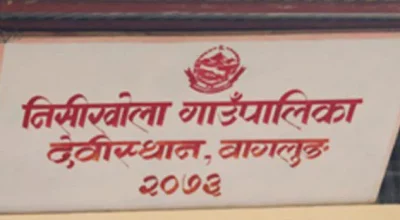 निसीखोला गाउँपालिका
देवीस्थान, बागलुङ
२०७३